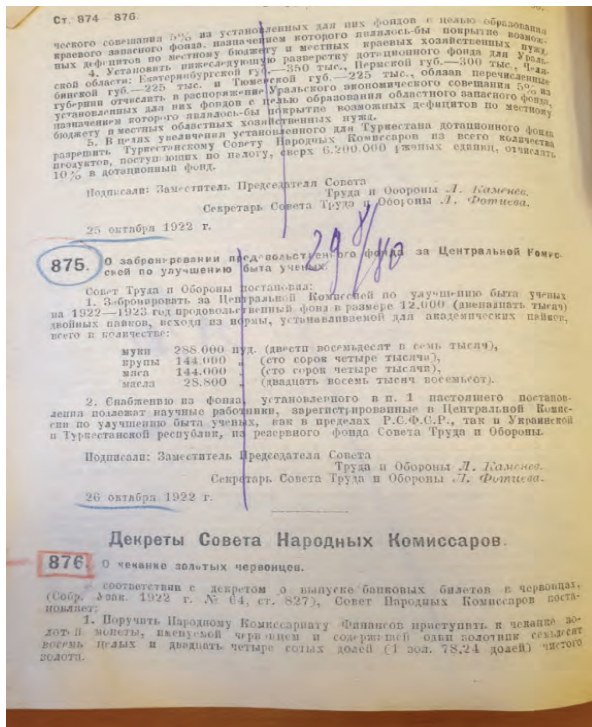 Ст. 874—876
ческого совещания 5% из установленных для них фондов с целью образования
краевого запасного фонда, назначением которого являлось-бы покрытие возмож-
ных дефицитов по местному бюджету и местных краевых хозяйственных нужд.
4. Установить нижеследующую разверстку дотационного фонда для Ураль-
ской области: Екатеринбургской губ.—350 тыс., Пермской губ.—300 тыс., Челя-
бинской губ.—225 тыс. и Тюменской губ.—225 тыс., обязав перечисленные
губернии отчислить в распоряжение Уральского экономического совещания 5% из
установленных для них фондов с целью образования областного запасного фонда,
назначением которого являлось-бы покрытие возможных дефицитов по местному
бюджету и местных областных хозяйственных нужд.
5. В целях увеличения установленного для Туркестана дотационного фонда
разрешить Туркестанскому Совету Народных Комиссаров из всего количества
продуктов, поступающих по налогу, сверх 6.200.000 ржаных единиц, отчислять
10% в дотационный фонд.
Подписали: Заместитель Председателя Совета
Труда и Обороны Л. Каменев.
Секретарь Совета Труда и Обороны Л. Фотиева.
25 октября 1922 г.
875. О забронировании продовольственного фонда за Центральной Комис-
сией по улучшению быта ученых.
Совет Труда и Обороны постановил:
1. Забронировать за Центральной Комиссией по улучшению быта ученых
на 1922—1923 год продовольственный фонд в размере 12.000 (двенадцать тысяч)
двойных пайков, исходя из нормы, устанавливаемой для академических пайков,
всего в количестве:
муки 288.000 пуд. (двести восемьдесят в семь тысяч),
крупы 144.000 „ (сто сорок четыре тысячи),
мяса 144.000 „ (сто сорок четыре тысячи),
масла 28.800 „ (двадцать восемь тысяч восемьсот).
2. Снабжению из фонда, установленного в п. 1 настоящего постанов-
ления подлежат научные работники, зарегистрированные в Центральной Комис-
сии по улучшению быта ученых, как в пределах Р.С.Ф.С.Р., так и Украинской
и Туркестанской республик, из резервного фонда Совета Труда и Обороны.
Подписали: Заместитель Председателя Совета
Труда и Обороны Л. Каменев.
Секретарь Совета Труда и Обороны Л. Фотиева.
26 октября 1922 г.
Декреты Совета Народных Комиссаров.
876. О чеканке золотых червонцев.
соответствии с декретом о выпуске банковых билетов в червонцах,
(Собр. Узак. 1922 г. № 64, ст. 827), Совет Народных Комиссаров поста-
новляет:
1. Поручить Народному Комиссариату Финансов приступить к чеканке зо-
лотой монеты, именуемой червонцем и содержащей один золотник семьдесят
восемь целых и двадцать четыре сотых долей (1 зол. 78,24 долей) чистого
золота.